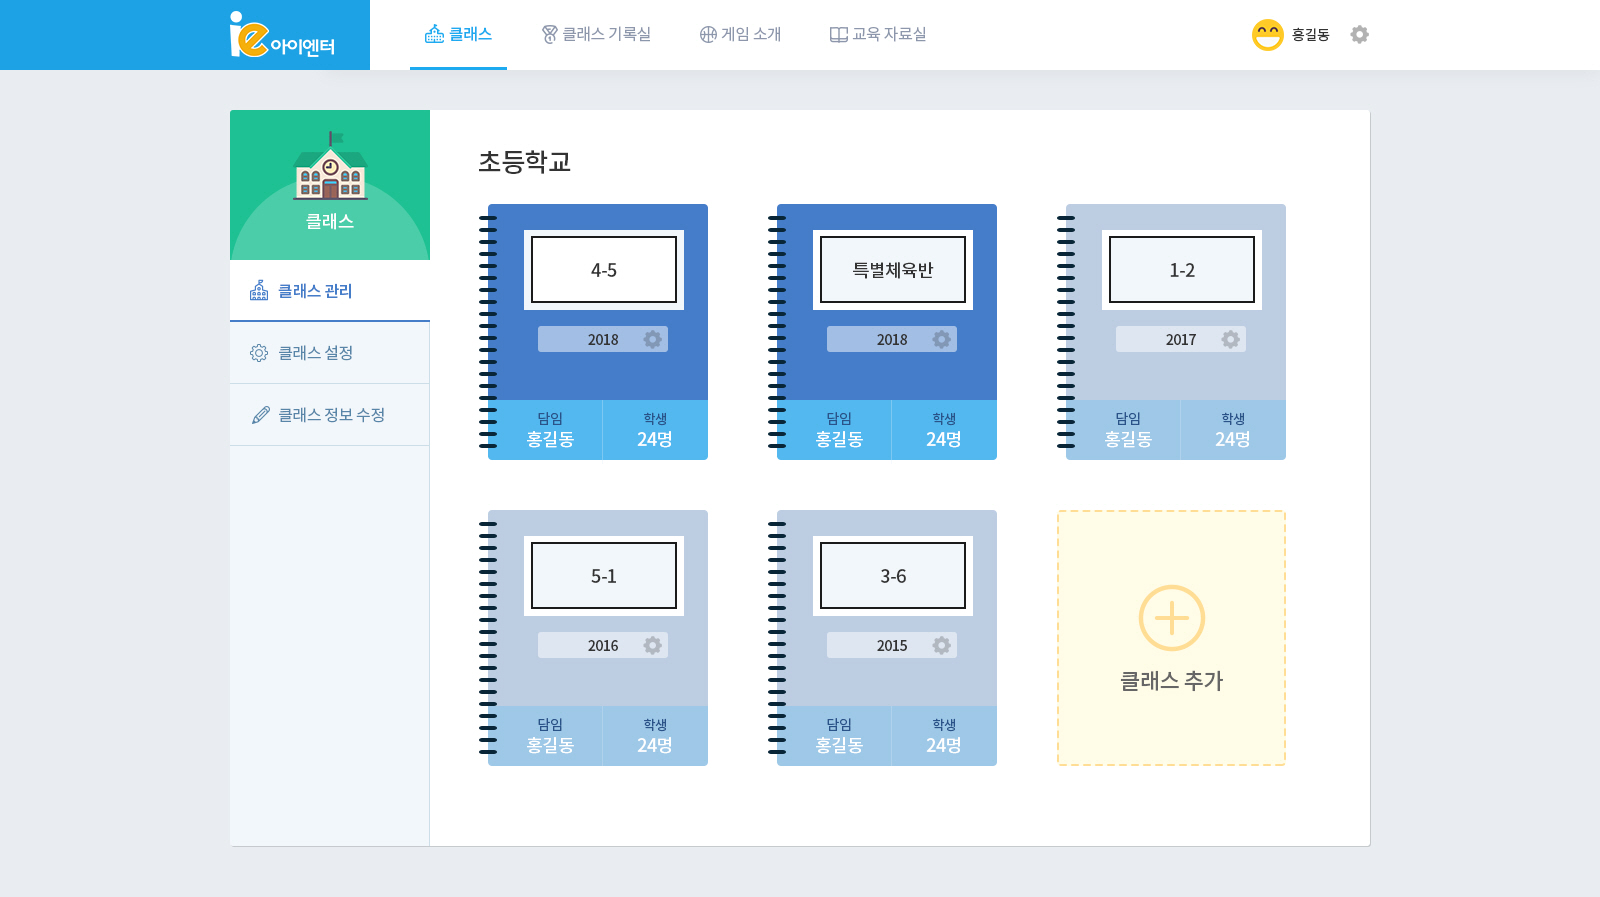 ie 아이엔터
클래스
클래스 기록실
게임 소개
교육 자료실
홍길동
클래스
클래스 관리
클래스 설정
클래스 정보 수정
초등학교
4-5
2018
담임
홍길동
학생
24명
특별체육반
2018
담임
홍길동
학생
24명
1-2
2017
담임
홍길동
학생
24명
5-1
2016
담임
홍길동
학생
24명
3-6
2015
담임
홍길동
학생
24명
클래스 추가